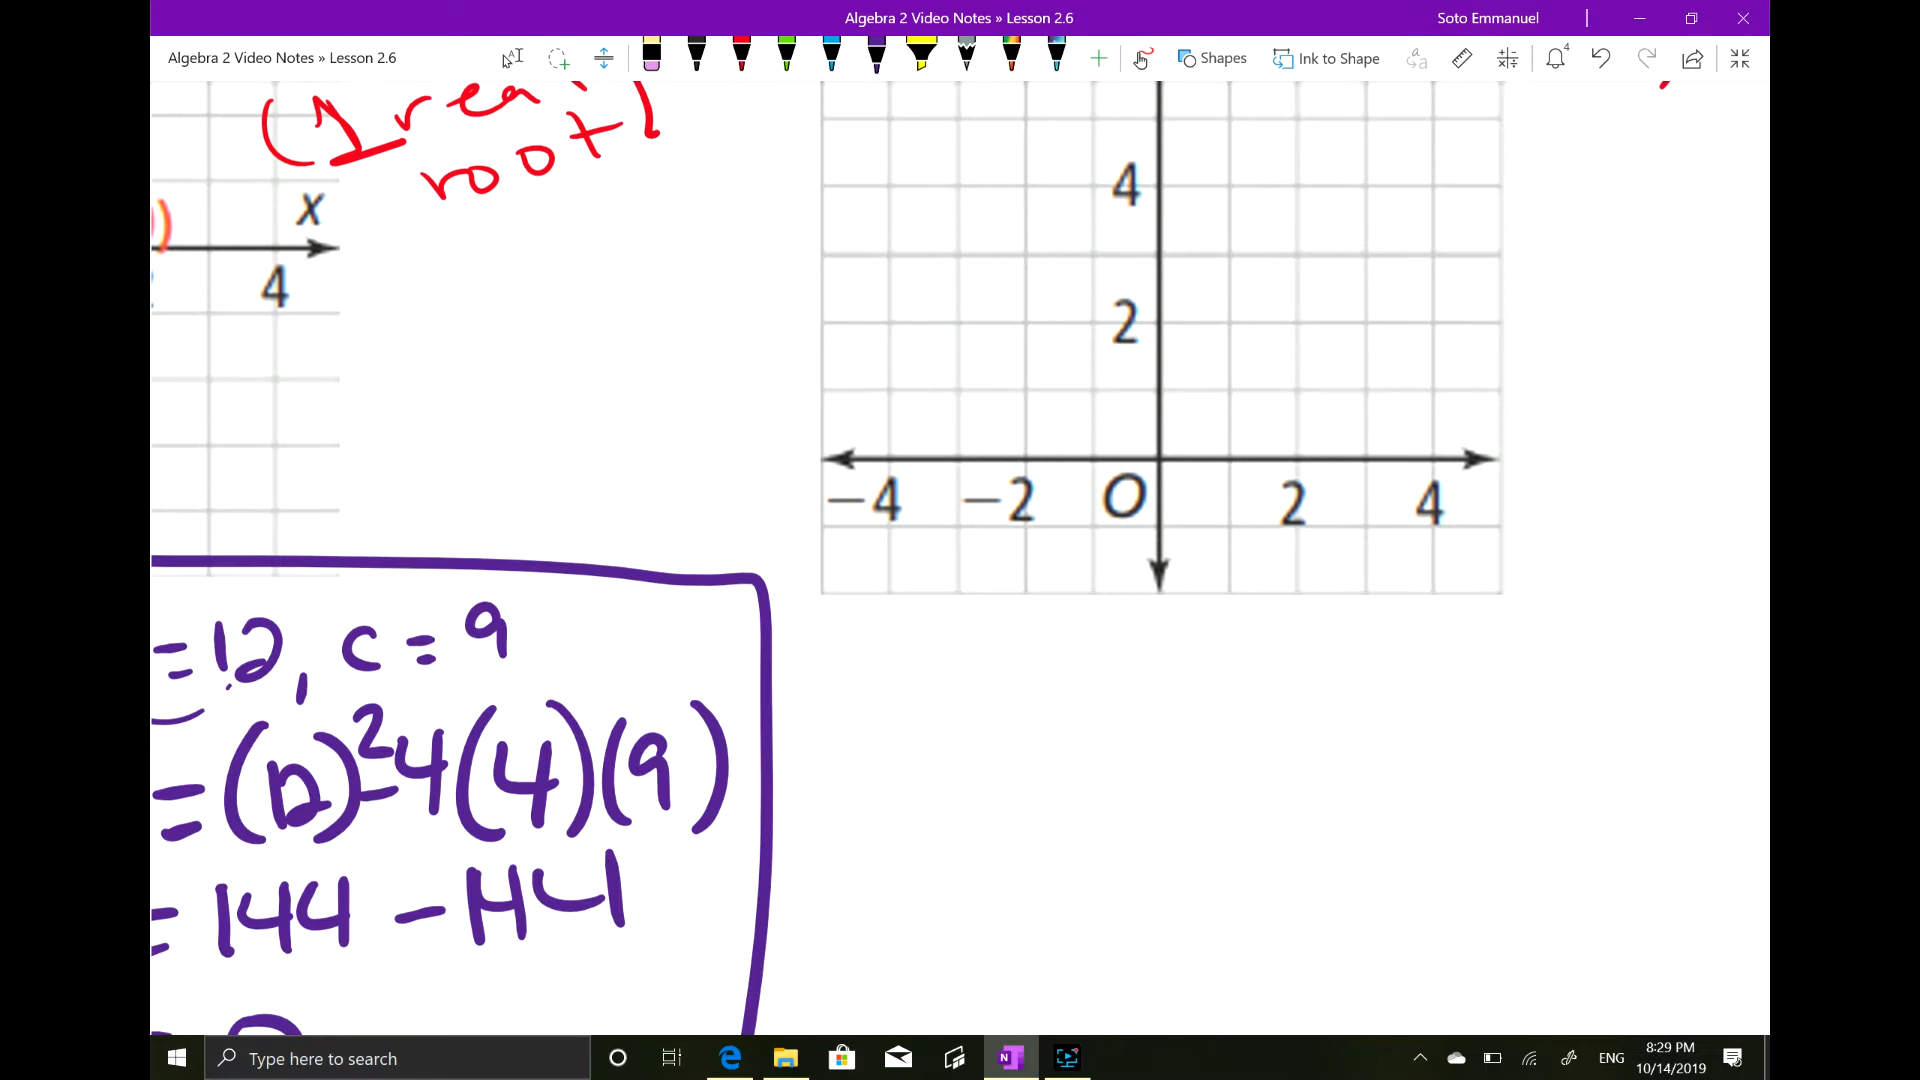 Algebra 2 Video Notes » Lesson 2.6
Soto Emmanuel
Algebra 2 Video Notes » Lesson 2.6
Shapes
Ink to Shape
4
(1 real
root)
x
4
4
2
-4 -2 O 2 4
= 12, c = 9
= (12)²-4(4)(9)
= 144 - 144
Type here to search
ENG
8:29 PM
10/14/2019